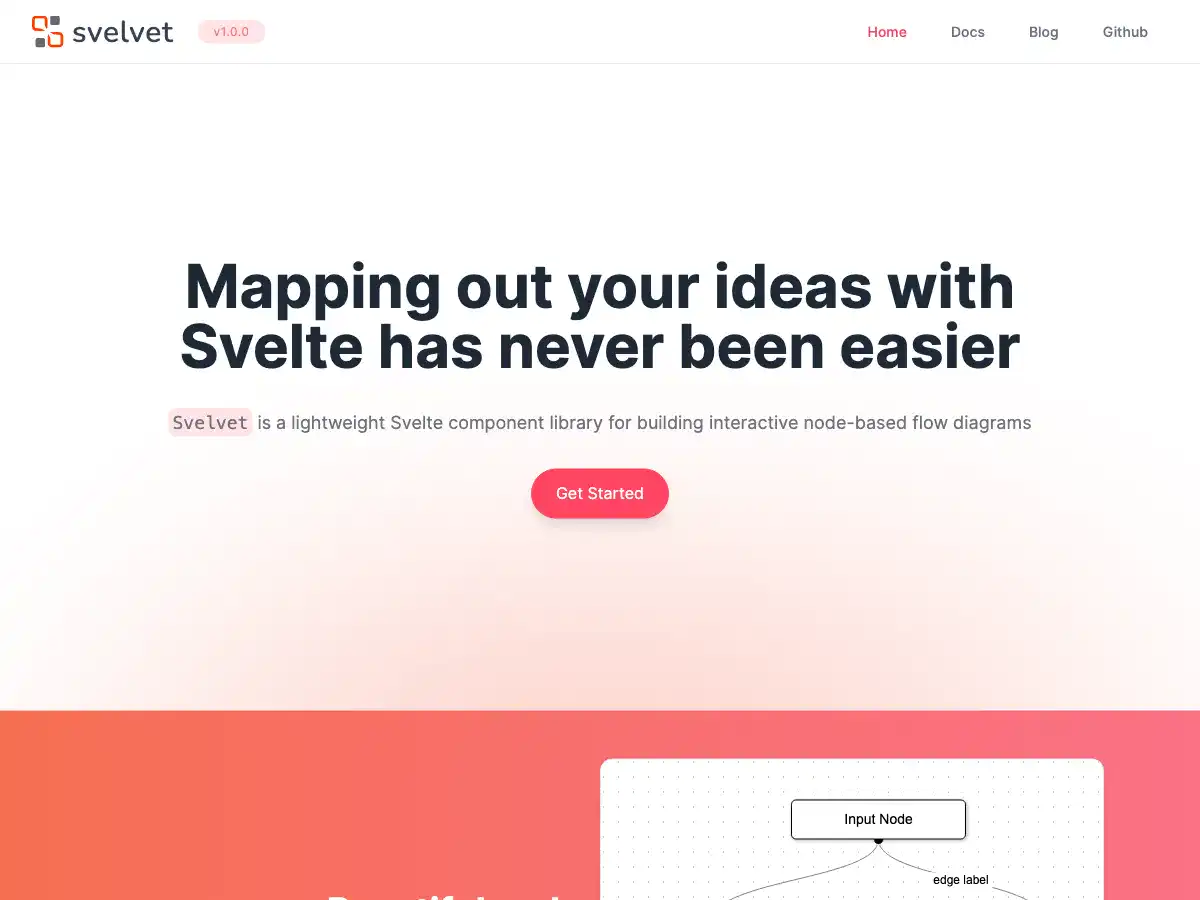 svelvet
v1.0.0
Home
Docs
Blog
Github
Mapping out your ideas with
Svelte has never been easier
Svelvet is a lightweight Svelte component library for building interactive node-based flow diagrams
Get Started
Input Node
edge label